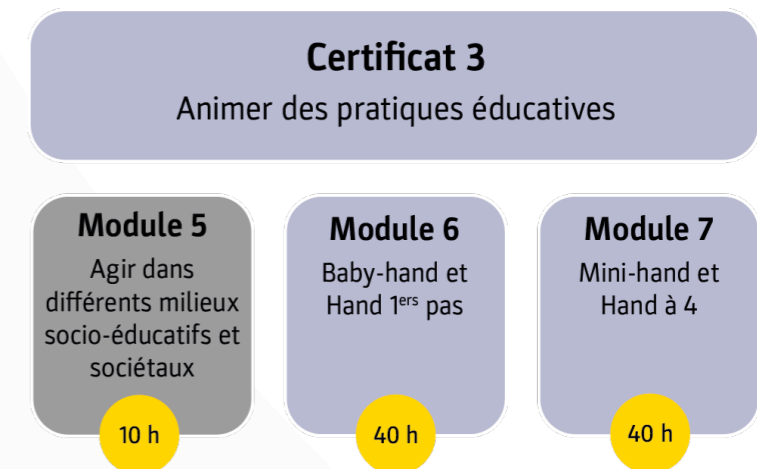 Certificat 3
Animer des pratiques éducatives
Module 5
Agir dans
différents milieux
socio-éducatifs et
sociétaux
10 h
Module 6
Baby-hand et
Hand 1ers pas
40 h
Module 7
Mini-hand et
Hand à 4
40 h